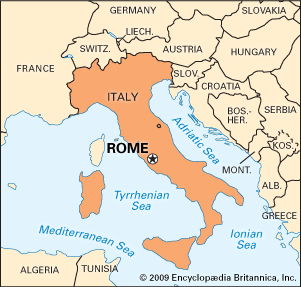 GERMANY
SLOVAKIA
LIECH.
SWITZ.
AUSTRIA
HUNGARY
FRANCE
SLOV.
CROATIA
ITALY
BOS.-
HER.
SERBIA
Adriatic Sea
ROME
KOS.
MONT.
ALB.
Tyrrhenian
Sea
GREECE
Mediterranean Sea
Ionian
Sea
ALGERIA
TUNISIA
© 2009 Encyclopædia Britannica, Inc.